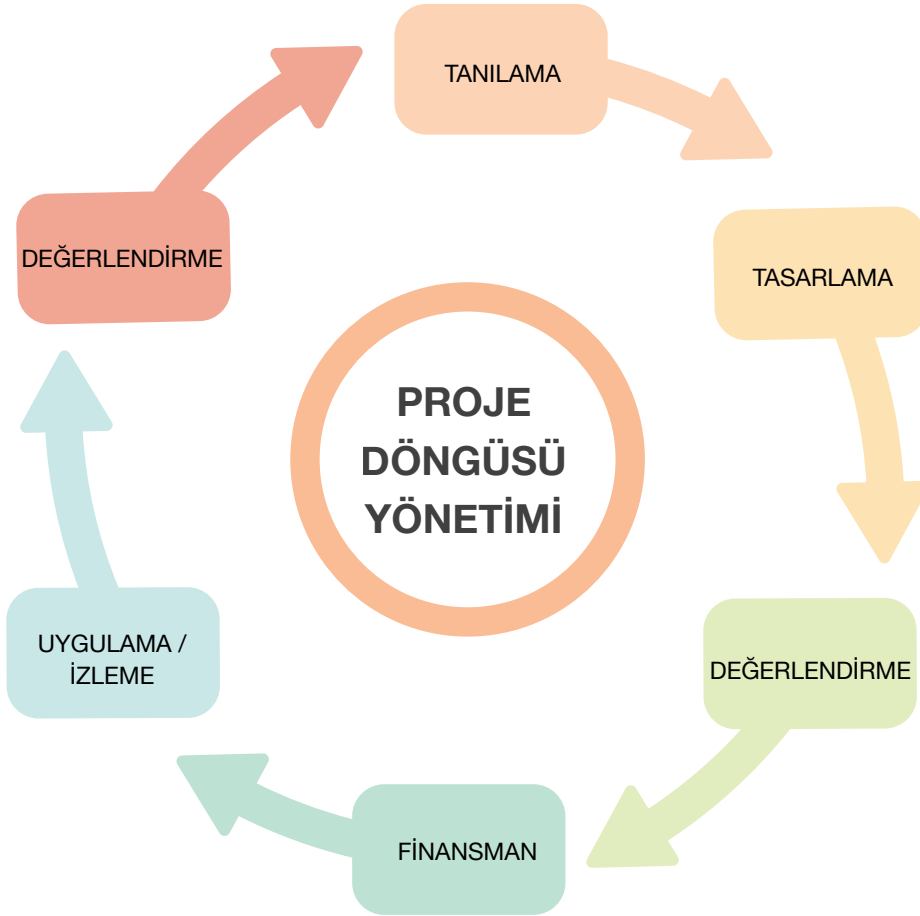 TANILAMA
TASARLAMA
DEĞERLENDİRME
FİNANSMAN
UYGULAMA /
İZLEME
DEĞERLENDİRME
PROJE
DÖNGÜSÜ
YÖNETİMİ